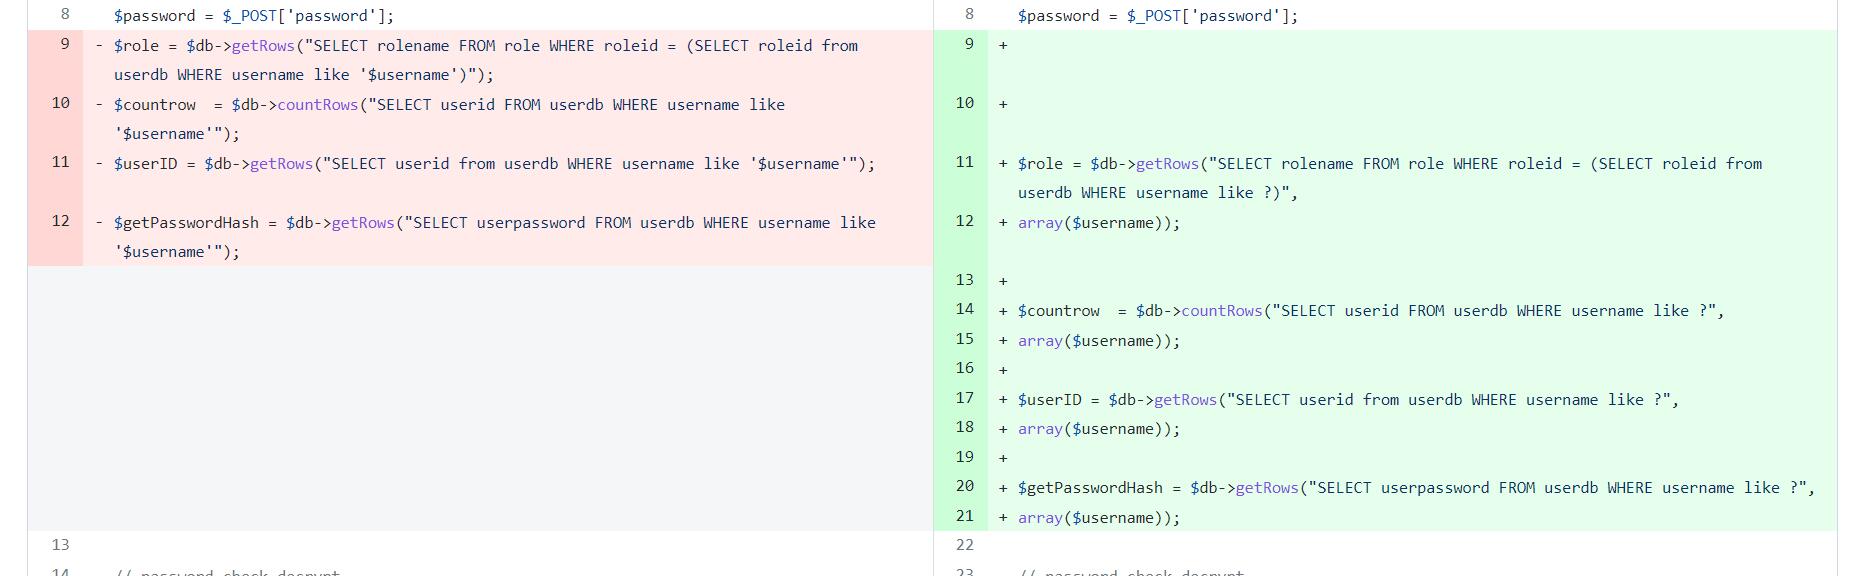 8 $password = $_POST['password'];
9 - $role = $db->getRows("SELECT rolename FROM role WHERE roleid = (SELECT roleid from
userdb WHERE username like '$username')");
10 - $countrow  = $db->countRows("SELECT userid FROM userdb WHERE username like
'$username'");
11 - $userID = $db->getRows("SELECT userid from userdb WHERE username like '$username'");
12 - $getPasswordHash = $db->getRows("SELECT userpassword FROM userdb WHERE username like
'$username'");
13
14 // password check decrypt
8 $password = $_POST['password'];
9 +
10 +
11 + $role = $db->getRows("SELECT rolename FROM role WHERE roleid = (SELECT roleid from
userdb WHERE username like ?)",
12 + array($username));
13 +
14 + $countrow  = $db->countRows("SELECT userid FROM userdb WHERE username like ?",
15 + array($username));
16 +
17 + $userID = $db->getRows("SELECT userid from userdb WHERE username like ?",
18 + array($username));
19 +
20 + $getPasswordHash = $db->getRows("SELECT userpassword FROM userdb WHERE username like ?",
21 + array($username));
22
23 // password check decrypt